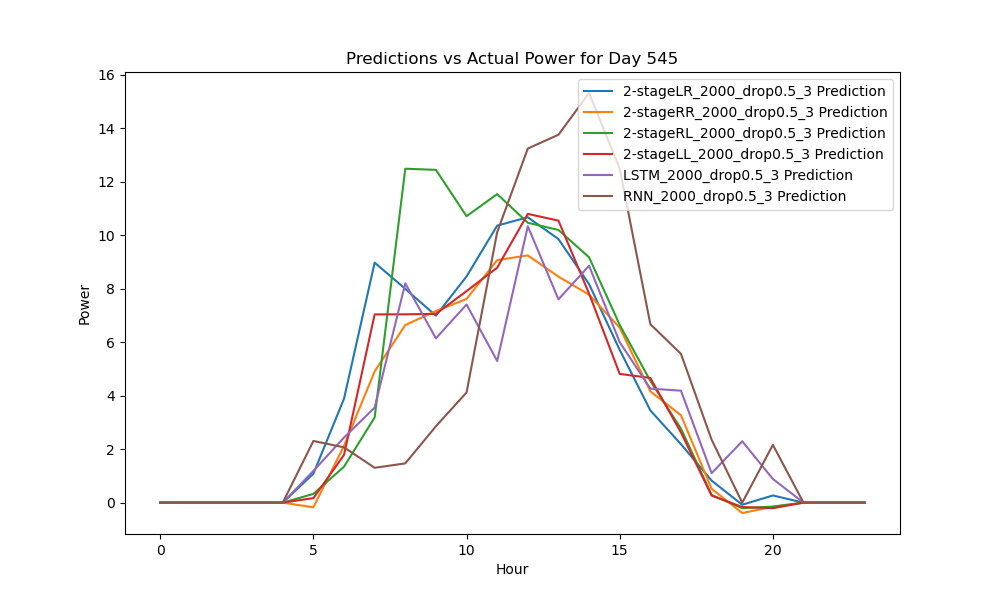 Predictions vs Actual Power for Day 545
16
14
12
10
8
6
4
2
0
Power
2-stageLR_2000_drop0.5_3 Prediction
2-stageRR_2000_drop0.5_3 Prediction
2-stageRL_2000_drop0.5_3 Prediction
2-stageLL_2000_drop0.5_3 Prediction
LSTM_2000_drop0.5_3 Prediction
RNN_2000_drop0.5_3 Prediction
0 5 10 15 20
Hour